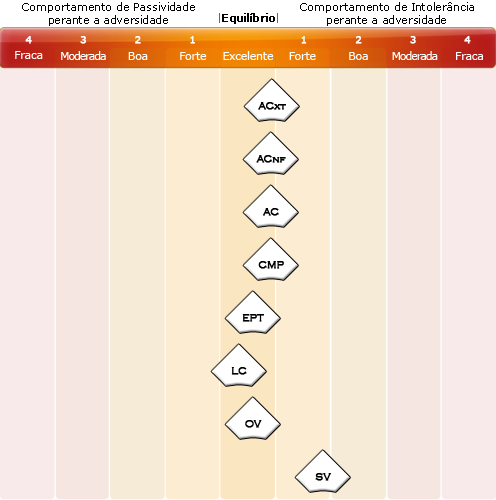 Comportamento de Passividade
perante a adversidade
|Equilíbrio|
Comportamento de Intolerância
perante a adversidade
4 3 2 1 1 2 3 4
Fraca Moderada Boa Forte Excelente Forte Boa Moderada Fraca
ACXT
ACNF
AC
CMP
EPT
LC
OV
SV